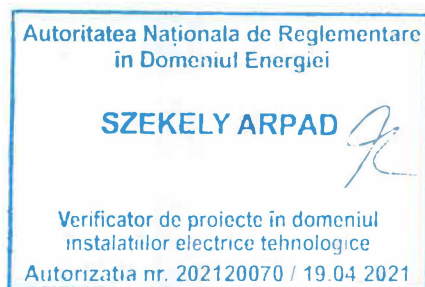 Autoritatea Naționala de Reglementare
în Domeniul Energiei
SZEKELY ARPAD
Verificator de proiecte în domeniul
instalatiilor electrice tehnologice
Autorizatia nr. 202120070 / 19.04 2021